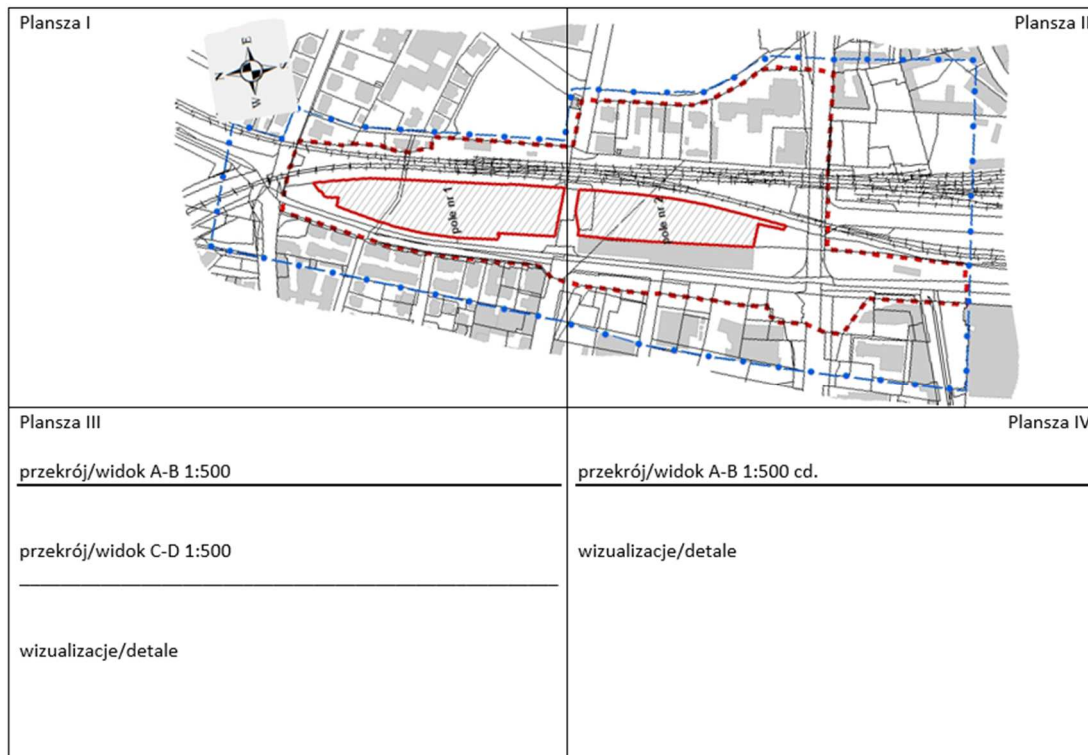 Plansza I
Plansza II
N
E
S
W
pole nr 1
pole nr 2
Plansza III
przekrój/widok A-B 1:500
przekrój/widok C-D 1:500
wizualizacje/detale
Plansza IV
przekrój/widok A-B 1:500 cd.
wizualizacje/detale